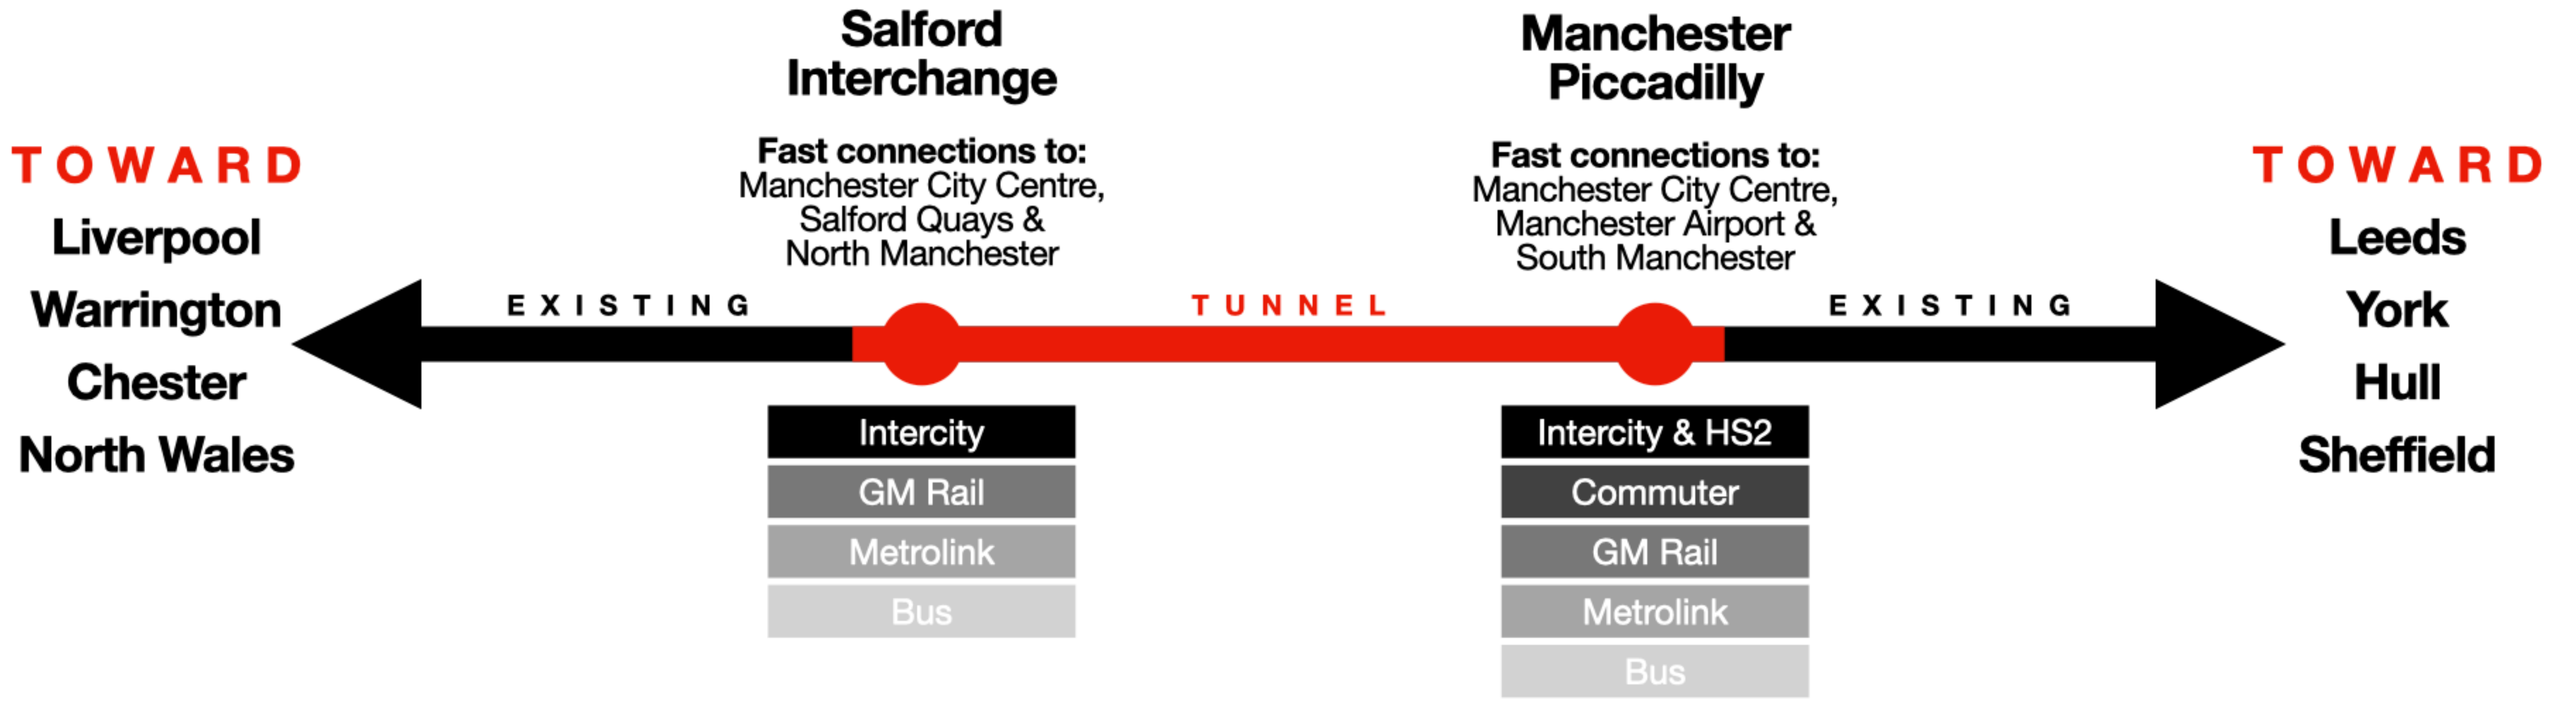 TOWARD
Liverpool
Warrington
Chester
North Wales
EXISTING
Salford
Interchange
Fast connections to:
Manchester City Centre,
Salford Quays &
North Manchester
Intercity
GM Rail
Metrolink
Bus
TUNNEL
Manchester
Piccadilly
Fast connections to:
Manchester City Centre,
Manchester Airport &
South Manchester
Intercity & HS2
Commuter
GM Rail
Metrolink
Bus
EXISTING
TOWARD
Leeds
York
Hull
Sheffield